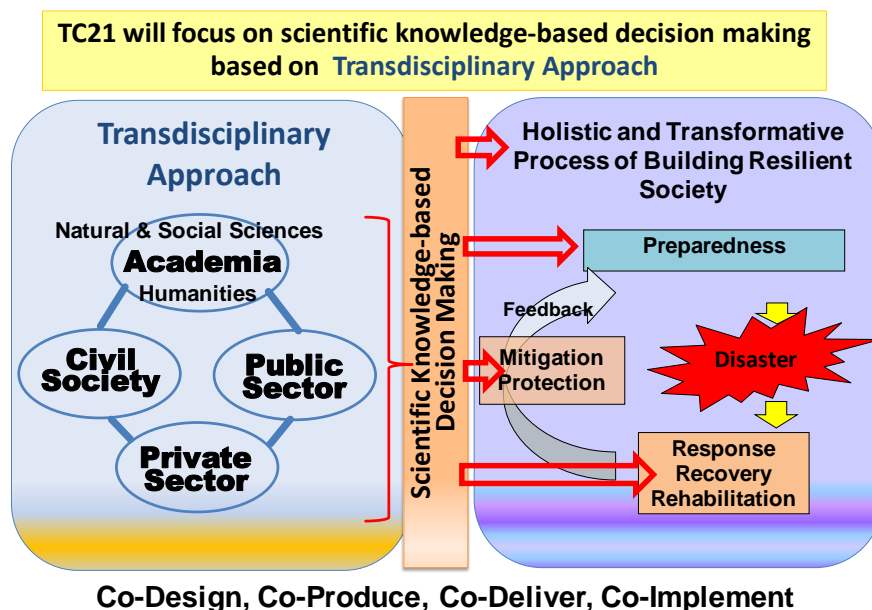 TC21 will focus on scientific knowledge-based decision making
based on Transdisciplinary Approach
Transdisciplinary
Approach
Natural & Social Sciences
Academia
Humanities
Civil
Society
Public
Sector
Private
Sector
Scientific Knowledge-based
Decision Making
Holistic and Transformative
Process of Building Resilient
Society
Preparedness
Feedback
Mitigation
Protection
Disaster
Response
Recovery
Rehabilitation
Co-Design, Co-Produce, Co-Deliver, Co-Implement